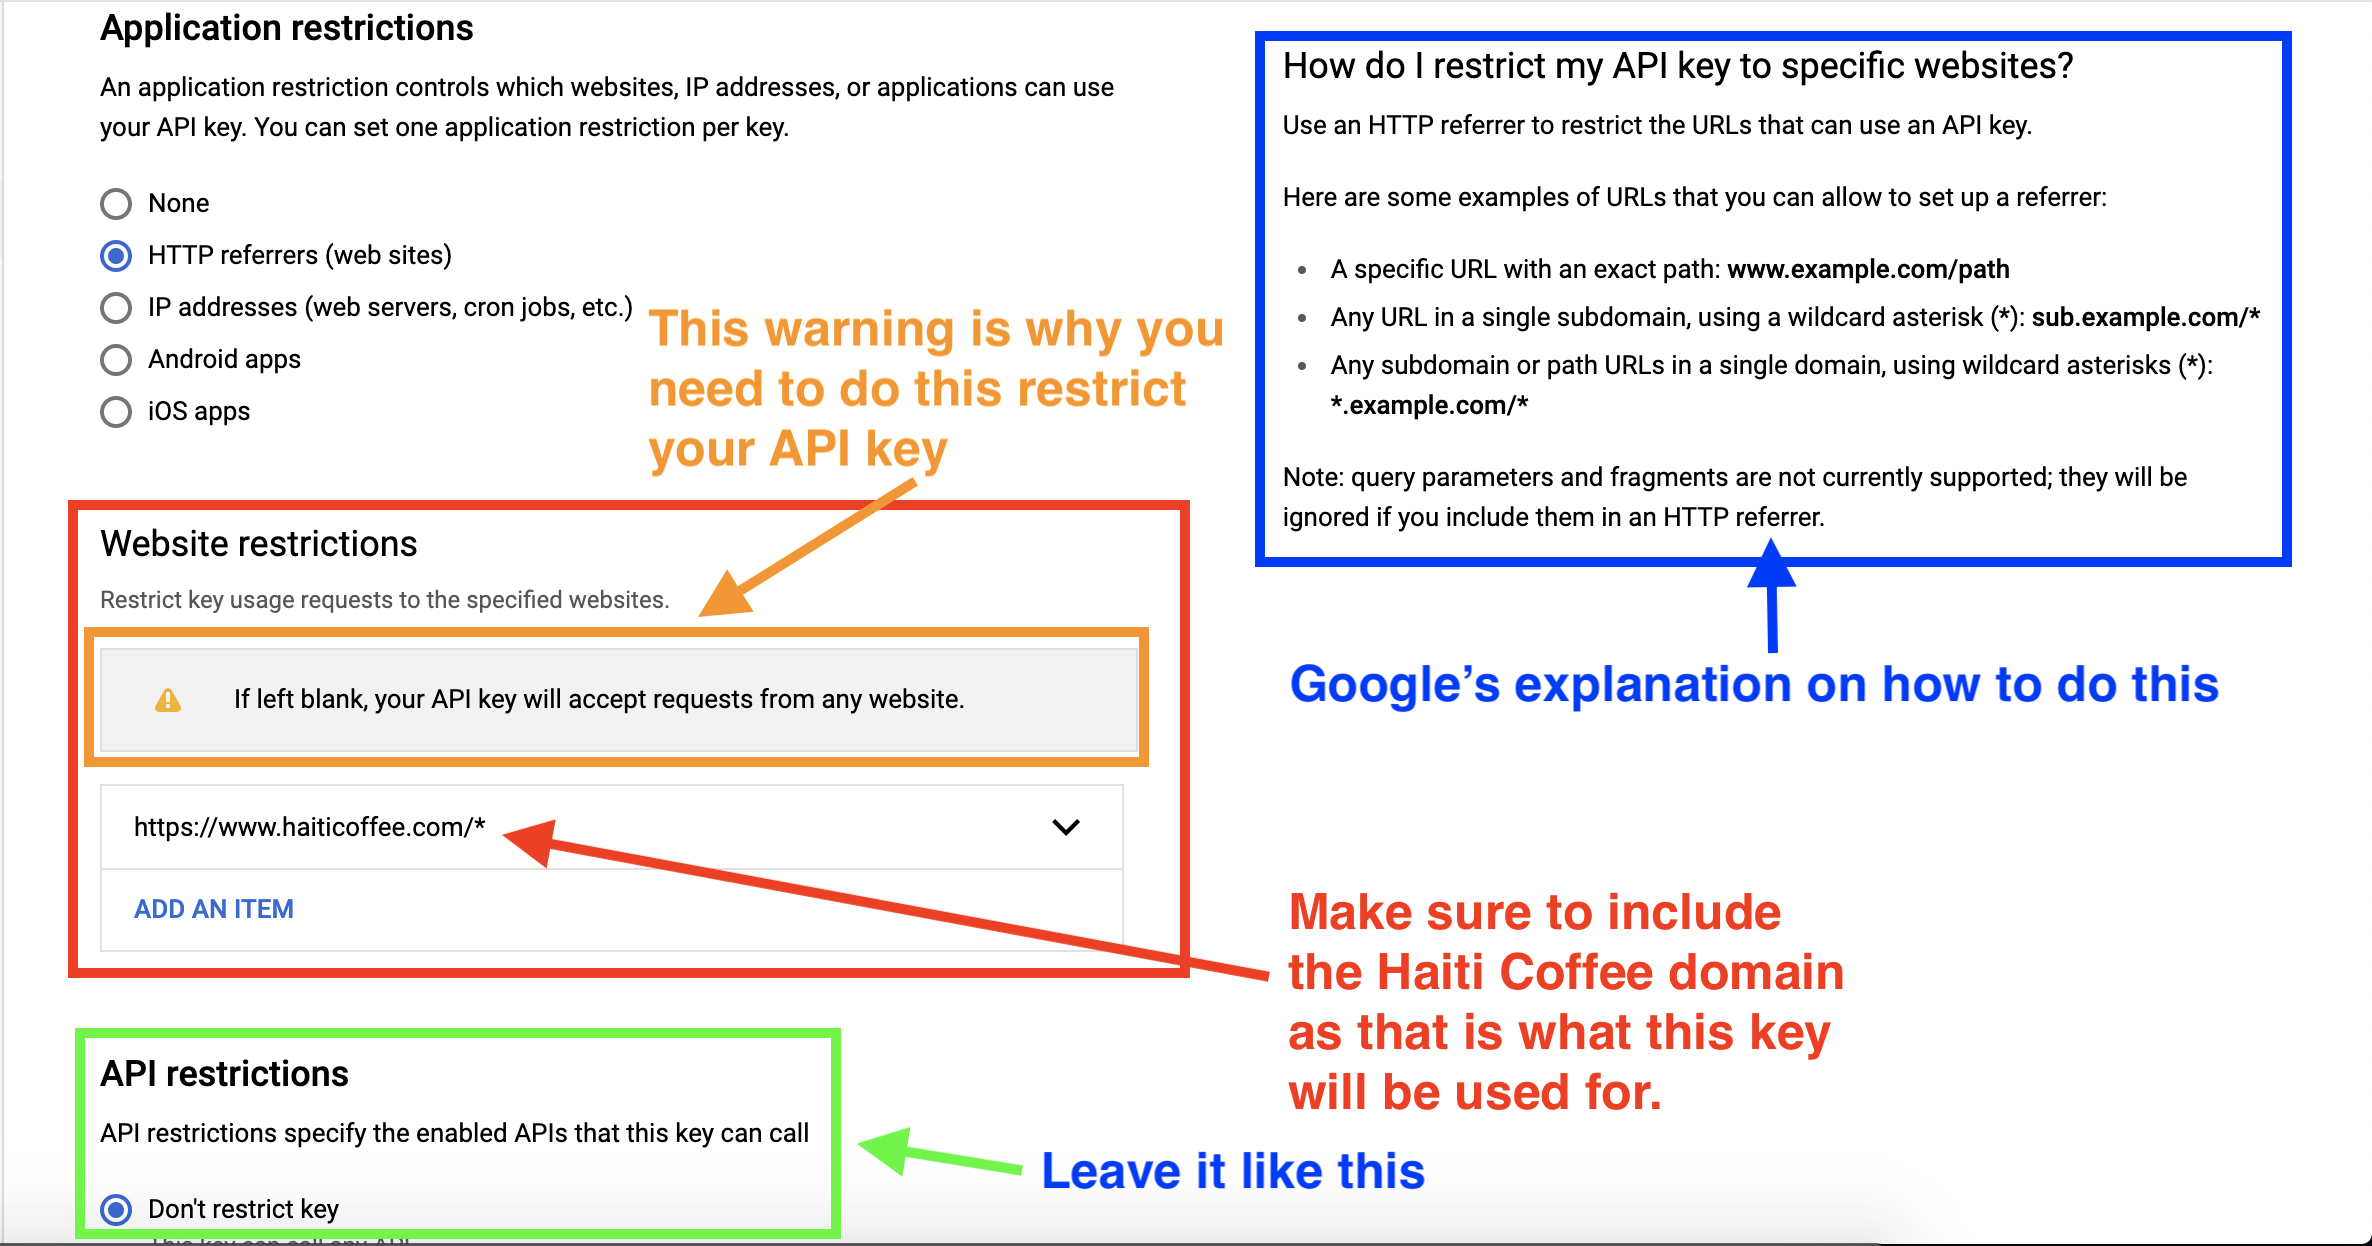 Application restrictions
An application restriction controls which websites, IP addresses, or applications can use
your API key. You can set one application restriction per key.
None
HTTP referrers (web sites)
IP addresses (web servers, cron jobs, etc.)
Android apps
iOS apps
This warning is why you
need to do this restrict
your API key
Website restrictions
Restrict key usage requests to the specified websites.
If left blank, your API key will accept requests from any website.
https://www.haiticoffee.com/*
ADD AN ITEM
API restrictions
API restrictions specify the enabled APIs that this key can call
Don't restrict key
This key can call any API
How do I restrict my API key to specific websites?
Use an HTTP referrer to restrict the URLs that can use an API key.
Here are some examples of URLs that you can allow to set up a referrer:
• A specific URL with an exact path: www.example.com/path
• Any URL in a single subdomain, using a wildcard asterisk (*): sub.example.com/*
• Any subdomain or path URLs in a single domain, using wildcard asterisks (*):
*.example.com/*
Note: query parameters and fragments are not currently supported; they will be
ignored if you include them in an HTTP referrer.
Google’s explanation on how to do this
Make sure to include
the Haiti Coffee domain
as that is what this key
will be used for.
Leave it like this